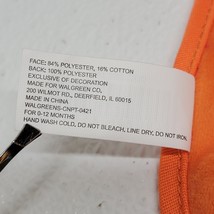 FACE: 84% POLYESTER, 16% COTTON
BACK: 100% POLYESTER
EXCLUSIVE OF DECORATION
MADE FOR WALGREEN CO,
200 WILMOT RD., DEERFIELD, IL 60015
MADE IN CHINA
WALGREENS-CNPT-0421
FOR 0-12 MONTHS
HAND WASH COLD, DO NOT BLEACH, LINE DRY, DO NOT IRON,